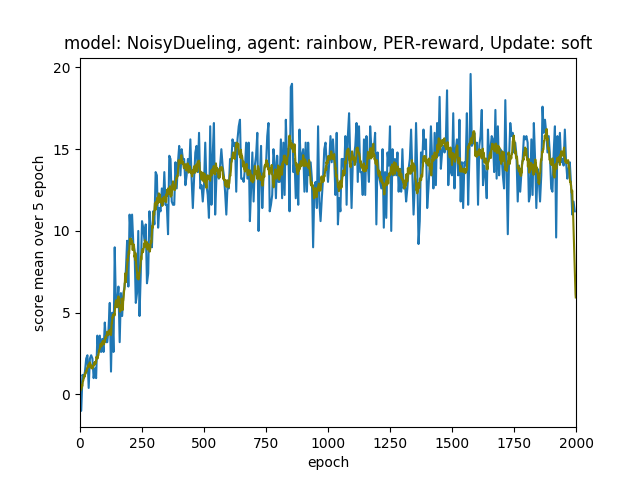 model: NoisyDueling, agent: rainbow, PER-reward, Update: soft
score mean over 5 epoch
20
15
10
5
0
0 250 500 750 1000 1250 1500 1750 2000
epoch